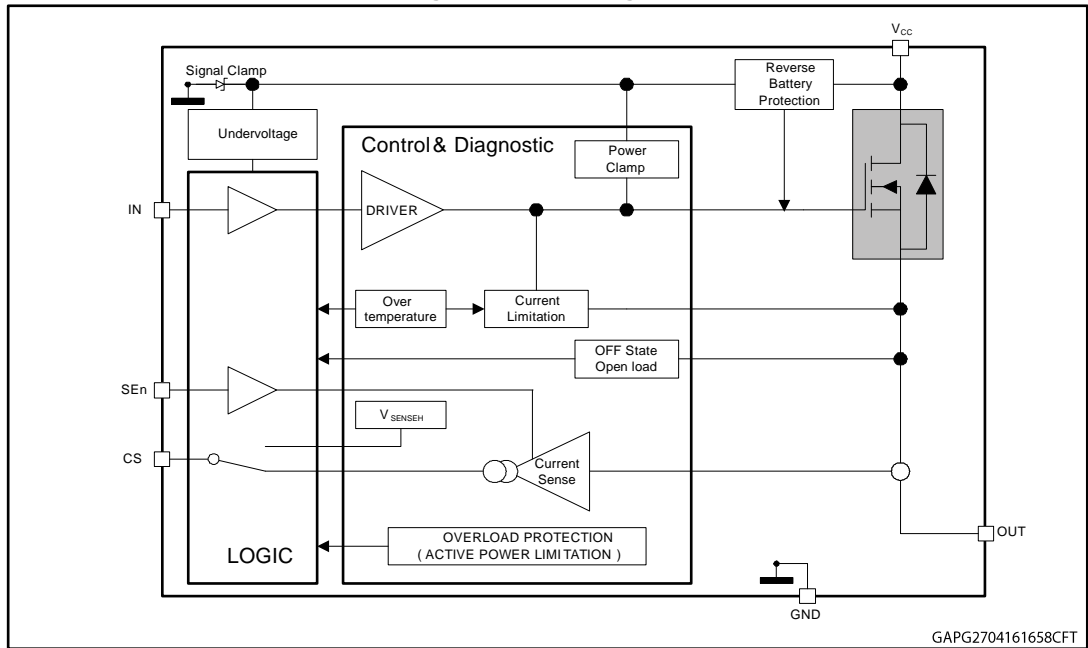 Vcc
Signal Clamp
Reverse
Battery
Protection
Undervoltage
Control & Diagnostic
Power
Clamp
IN
DRIVER
Over
temperature
Current
Limitation
OFF State
Open load
SEn
V SENSEH
CS
Current
Sense
OUT
OVERLOAD PROTECTION
( ACTIVE POWER LIMITATION )
LOGIC
GND
GAPG2704161658CFT